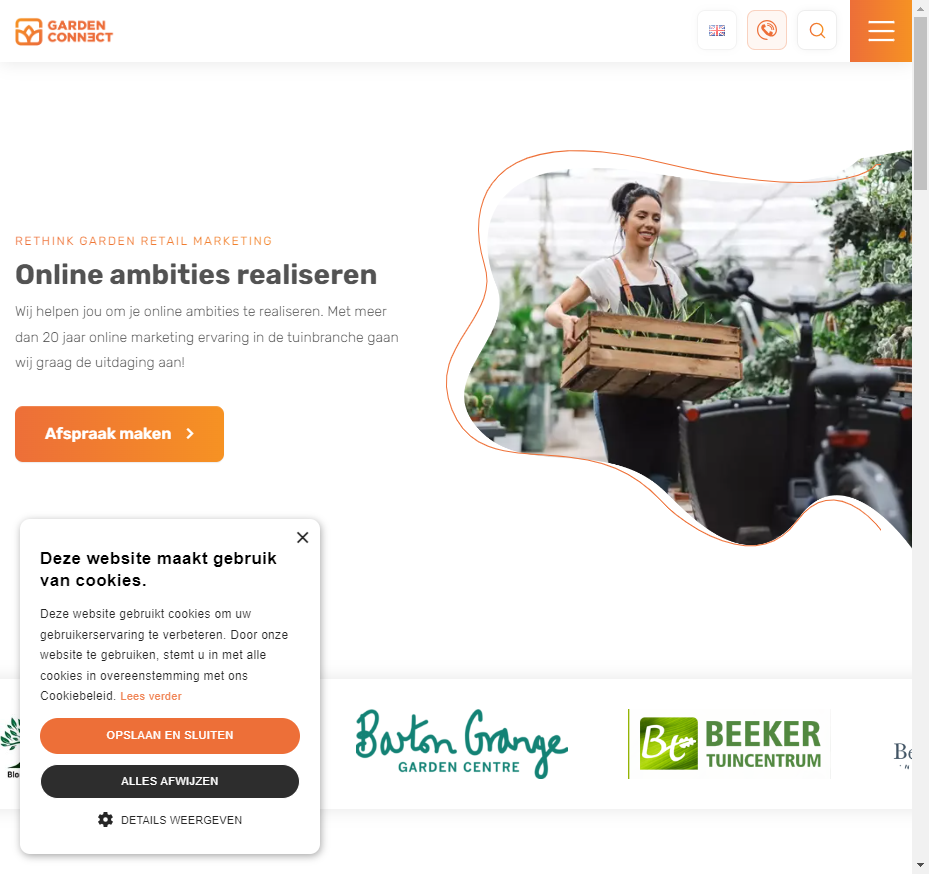 GARDEN
CONNECT
RETHINK GARDEN RETAIL MARKETING
Online ambities realiseren
Wij helpen jou om je online ambities te realiseren. Met meer
dan 20 jaar online marketing ervaring in de tuinbranche gaan
wij graag de uitdaging aan!
Afspraak maken
Deze website maakt gebruik
van cookies.
Deze website gebruikt cookies om uw
gebruikerservaring te verbeteren. Door onze
website te gebruiken, stemt u in met alle
cookies in overeenstemming met ons
Cookiebeleid. Lees verder
OPSLAAN EN SLUITEN
ALLES AFWIJZEN
DETAILS WEERGEVEN
Barton Grange
GARDEN CENTRE
Bt
BEEKER
TUINCENTRUM